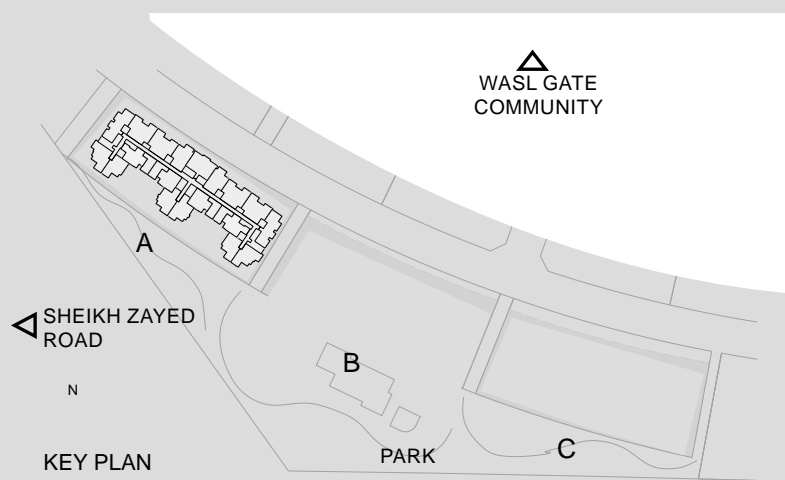 WASL GATE
COMMUNITY
A
SHEIKH ZAYED
ROAD
B
N
C
PARK
KEY PLAN